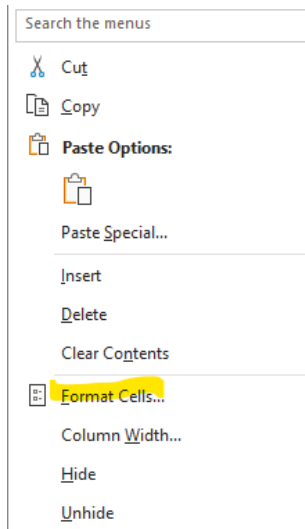 Search the menus
Cut
Copy
Paste Options:
Paste Special...
Insert
Delete
Clear Contents
Format Cells...
Column Width...
Hide
Unhide